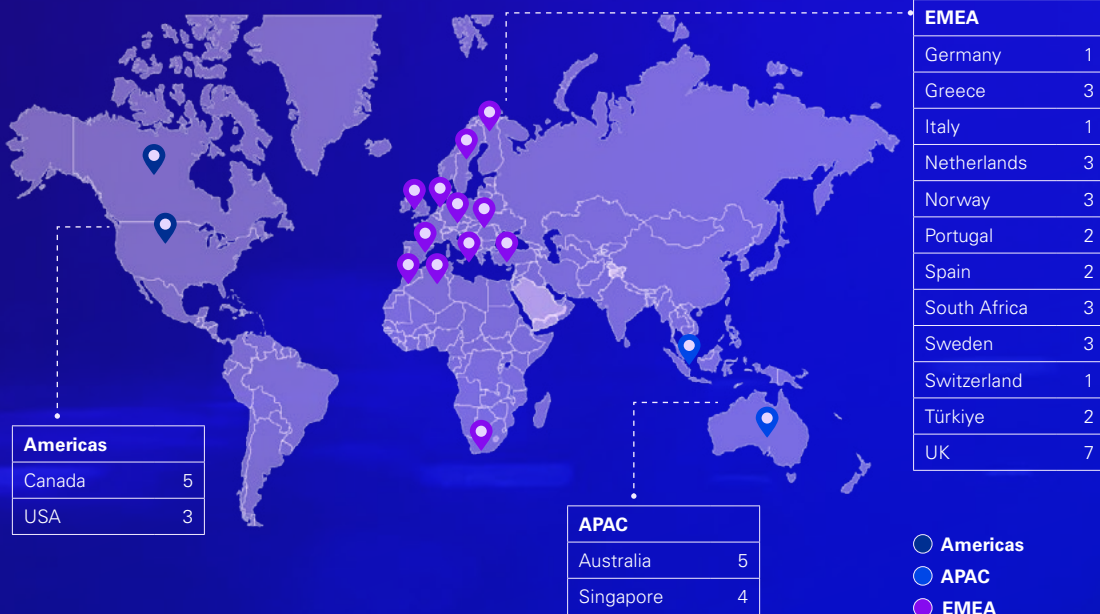 EMEA
Germany 1
Greece 3
Italy 1
Netherlands 3
Norway 3
Portugal 2
Spain 2
South Africa 3
Sweden 3
Switzerland 1
Türkiye 2
UK 7
Americas
Canada 5
USA 3
APAC
Australia 5
Singapore 4
Americas
APAC
EMEA